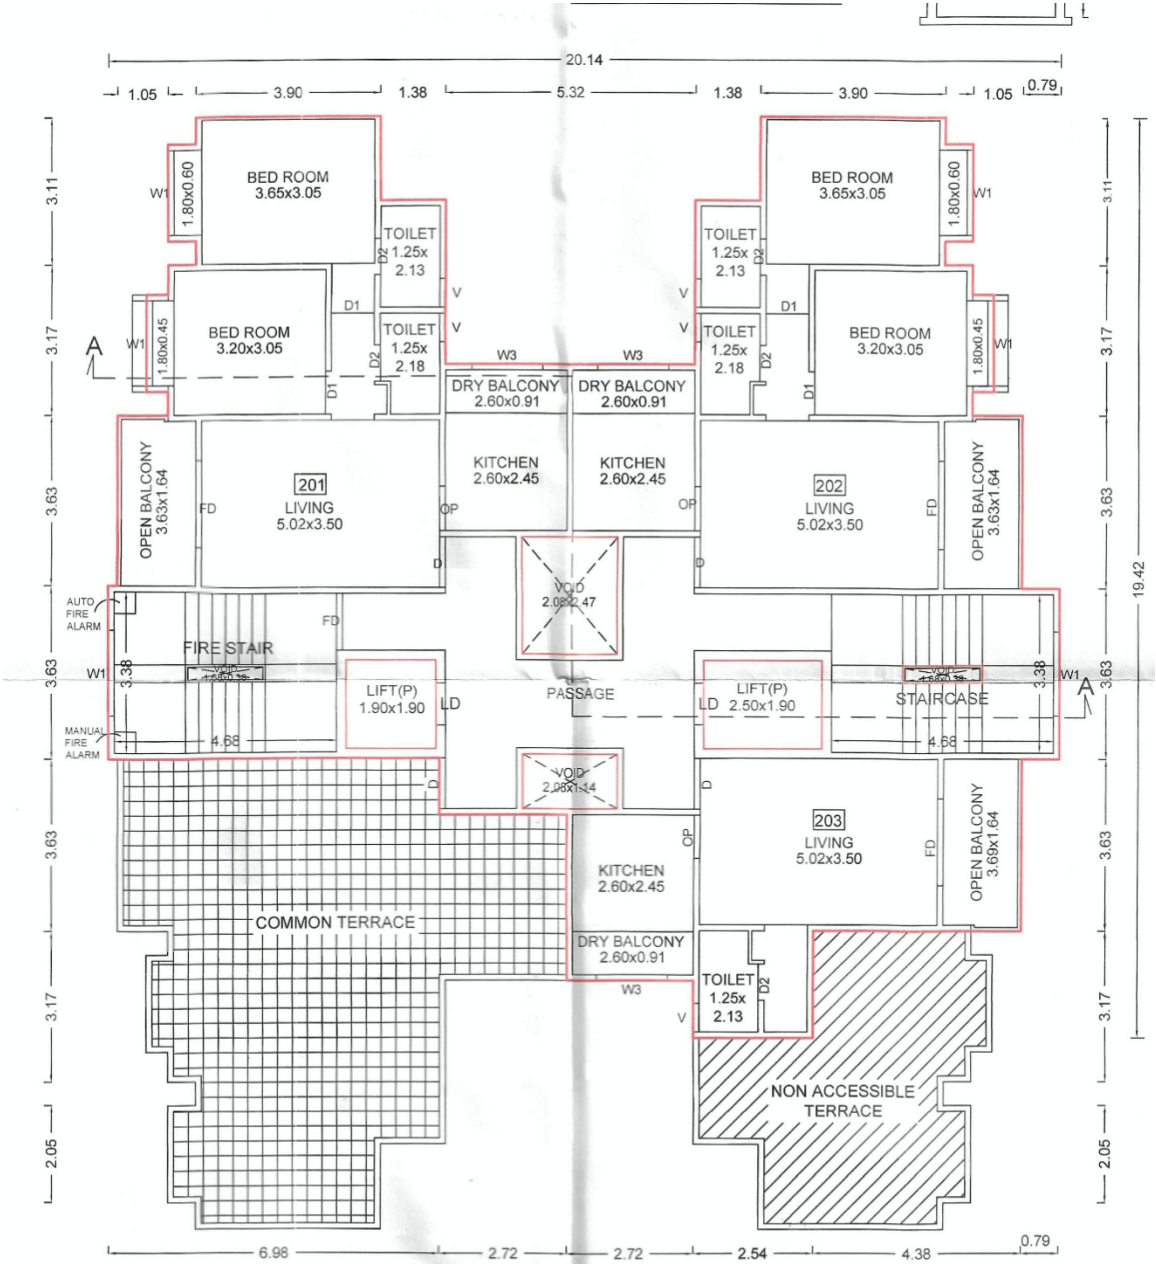 20.14
1.05
3.90
1.38
5.32
1.38
3.90
1.05
0.79
3.11
3.17
3.63
3.63
3.63
3.17
2.05
BED ROOM
3.65x3.05
1.80x0.60
W1
TOILET
1.25x
2.13
D2
V
BED ROOM
3.20x3.05
1.80x0.45
W1
D1
D1
TOILET
1.25x
2.18
D2
V
A
W3
W3
DRY BALCONY
2.60x0.91
DRY BALCONY
2.60x0.91
KITCHEN
2.60x2.45
KITCHEN
2.60x2.45
OP
OP
BED ROOM
3.65x3.05
1.80x0.60
W1
TOILET
1.25x
2.13
D2
V
BED ROOM
3.20x3.05
1.80x0.45
W1
D1
D1
TOILET
1.25x
2.18
D2
V
OPEN BALCONY
3.63x1.64
FD
201
LIVING
5.02x3.50
D
202
LIVING
5.02x3.50
D
FD
OPEN BALCONY
3.63x1.64
VOID
AUTO
FIRE
ALARM
FIRE STAIR
FD
3.38
W1
VOID
MANUAL
FIRE
ALARM
4.68
LIFT(P)
1.90x1.90
LD
PASSAGE
LIFT(P)
2.50x1.90
LD
VOID
STAIRCASE
4.68
3.38
W1
A
VOID
2.08x1.14
D
D
COMMON TERRACE
KITCHEN
2.60x2.45
OP
DRY BALCONY
2.60x0.91
W3
203
LIVING
5.02x3.50
FD
OPEN BALCONY
3.69x1.64
TOILET
1.25x
2.13
D2
V
NON ACCESSIBLE
TERRACE
3.11
3.17
3.63
3.63
3.63
3.17
2.05
19.42
6.98
2.72
2.72
2.54
4.38
0.79